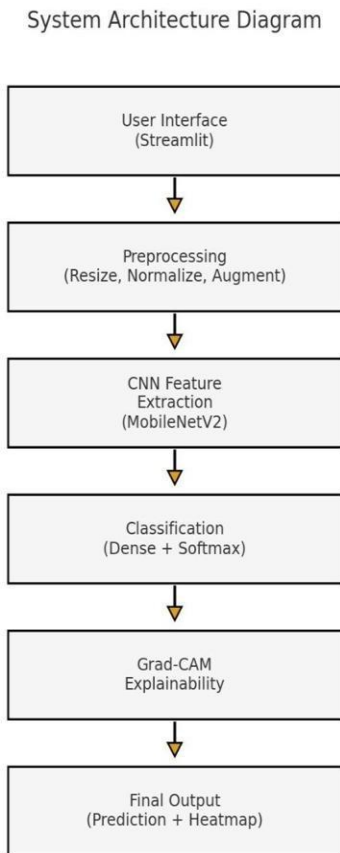 System Architecture Diagram
User Interface
(Streamlit)
Preprocessing
(Resize, Normalize, Augment)
CNN Feature
Extraction
(MobileNetV2)
Classification
(Dense + Softmax)
Grad-CAM
Explainability
Final Output
(Prediction + Heatmap)